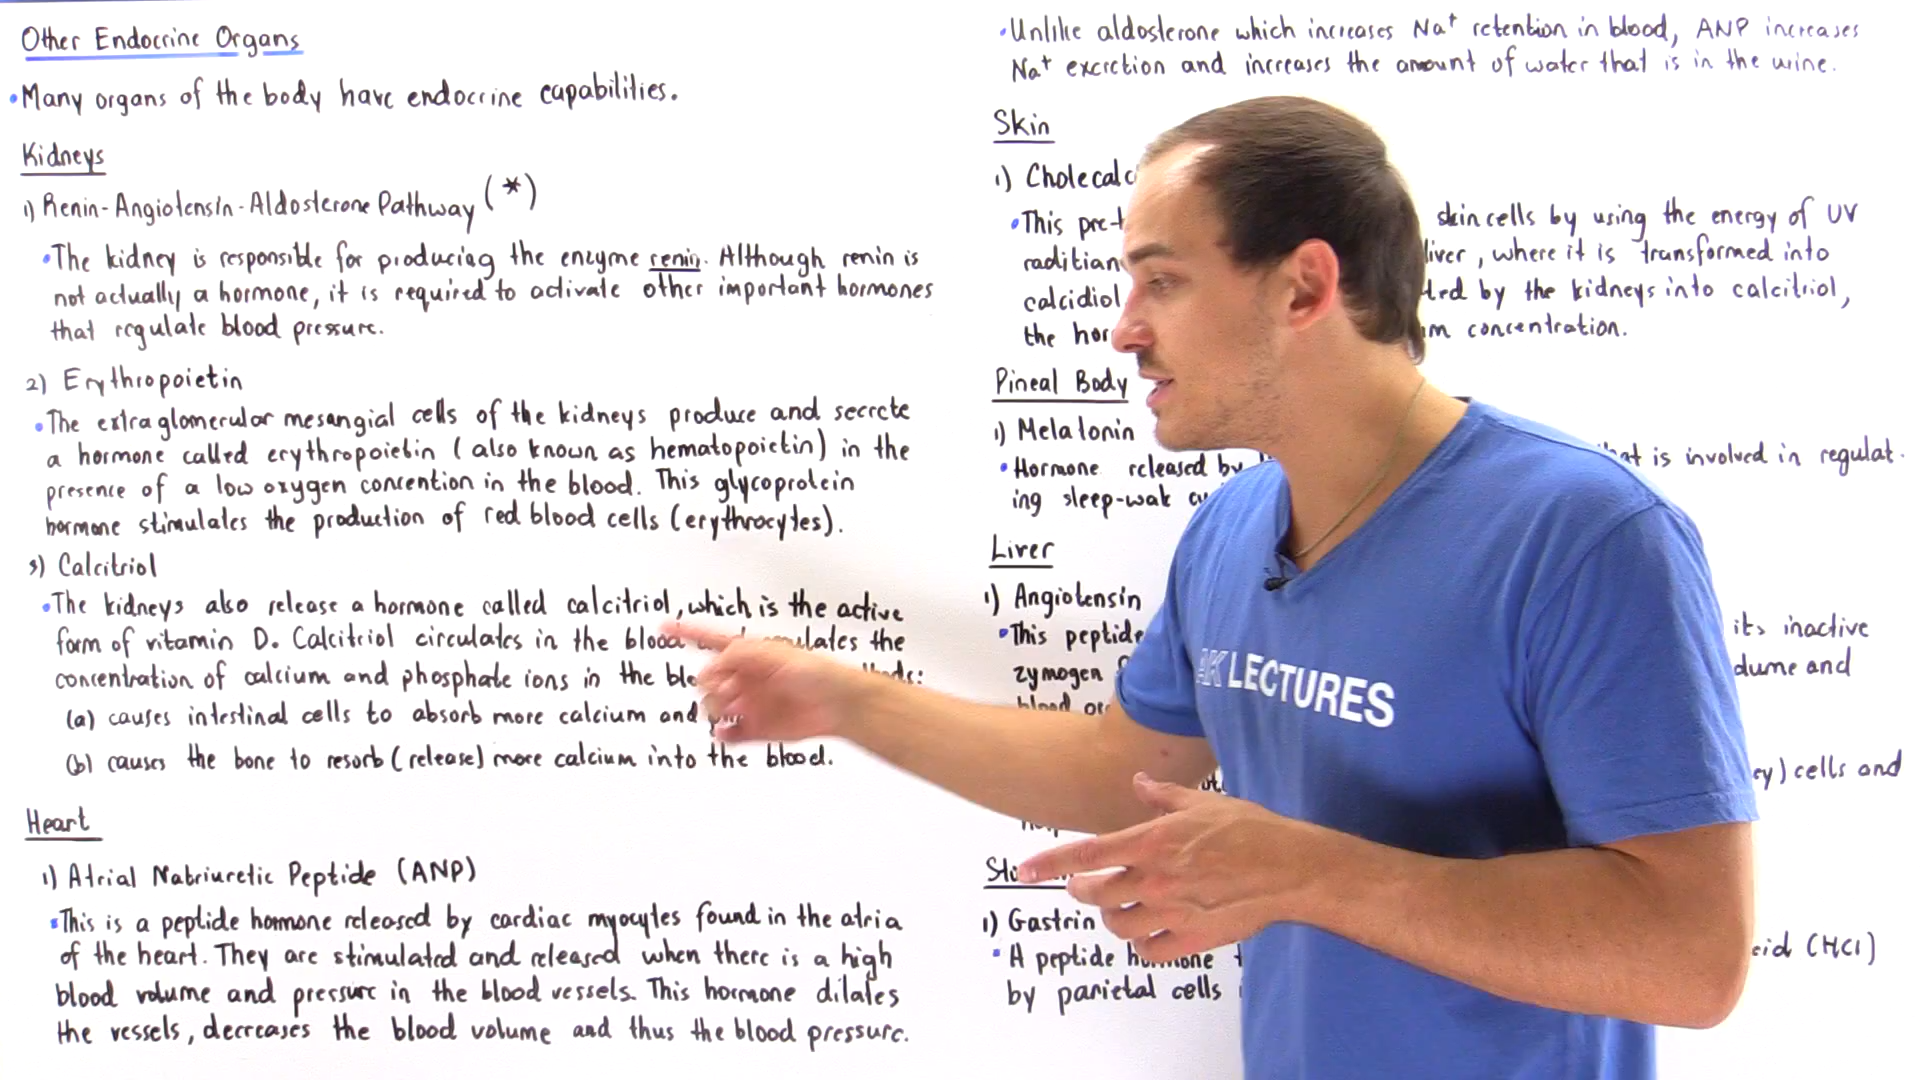 Other Endocrine Organs
• Many organs of the body have endocrine capabilities.
Kidneys
1) Renin-Angiotensin-Aldosterone Pathway (*)
• The kidney is responsible for producing the enzyme renin. Although renin is
not actually a hormone, it is required to activate other important hormones
that regulate blood pressure.
2) Erythropoietin
• The extraglomerular mesangial cells of the kidneys produce and secrete
a hormone called erythropoietin (also known as hematopoietin) in the
presence of a low oxygen concention in the blood. This glycoprotein
hormone stimulates the production of red blood cells (erythrocytes).
3) Calcitriol
• The kidneys also release a hormone called calcitriol, which is the active
form of vitamin D. Calcitriol circulates in the blood the
concentration of calcium and phosphate ions in the
(a) causes intestinal cells to absorb more calcium and
(b) causes the bone to resorb (release) more calcium into the blood.
Heart
1) Atrial Natriuretic Peptide (ANP)
• This is a peptide hormone released by cardiac myocytes found in the atria
of the heart. They are stimulated and released when there is a high
blood volume and pressure in the blood vessels. This hormone dilates
the vessels, decreases the blood volume and thus the blood pressure.
• Unlike aldosterone which increases Na+ retention in blood, ANP increases
Na+ excretion and increases the amount of water that is in the urine.
Skin
1)
• This skin cells by using the energy of UV
liver, where it is transformed into
calcidiol by the kidneys into calcitriol,
the concentration.
Pineal Body
1) Melatonin
• Hormone released by is involved in regulat-
ing sleep-wak
Liver
1) Angiotensin
• This peptide its inactive
zymogen and
blood
cells and
1) Gastrin
• A peptide hormone (HCl)
by parietal cells
AK LECTURES